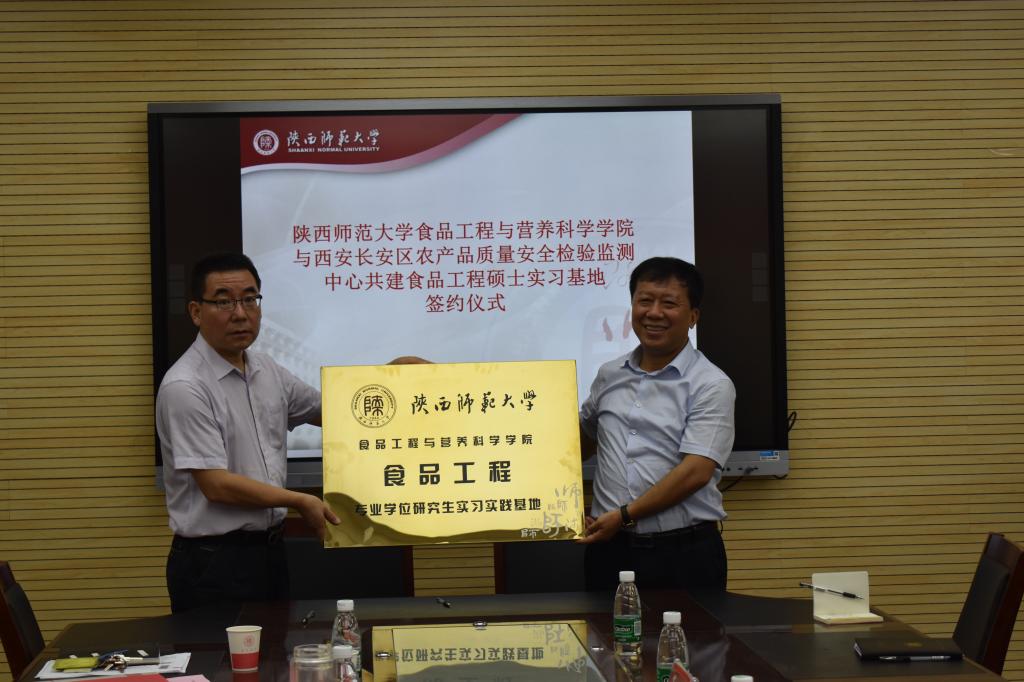 陕西师范大学
SHAANXI NORMAL UNIVERSITY
陕西师范大学食品工程与营养科学学院
与西安长安区农产品质量安全检验监测
中心共建食品工程硕士实习基地
签约仪式
陝西師範大學
食品工程与营养科学学院
食品工程
专业学位研究生实习实践基地